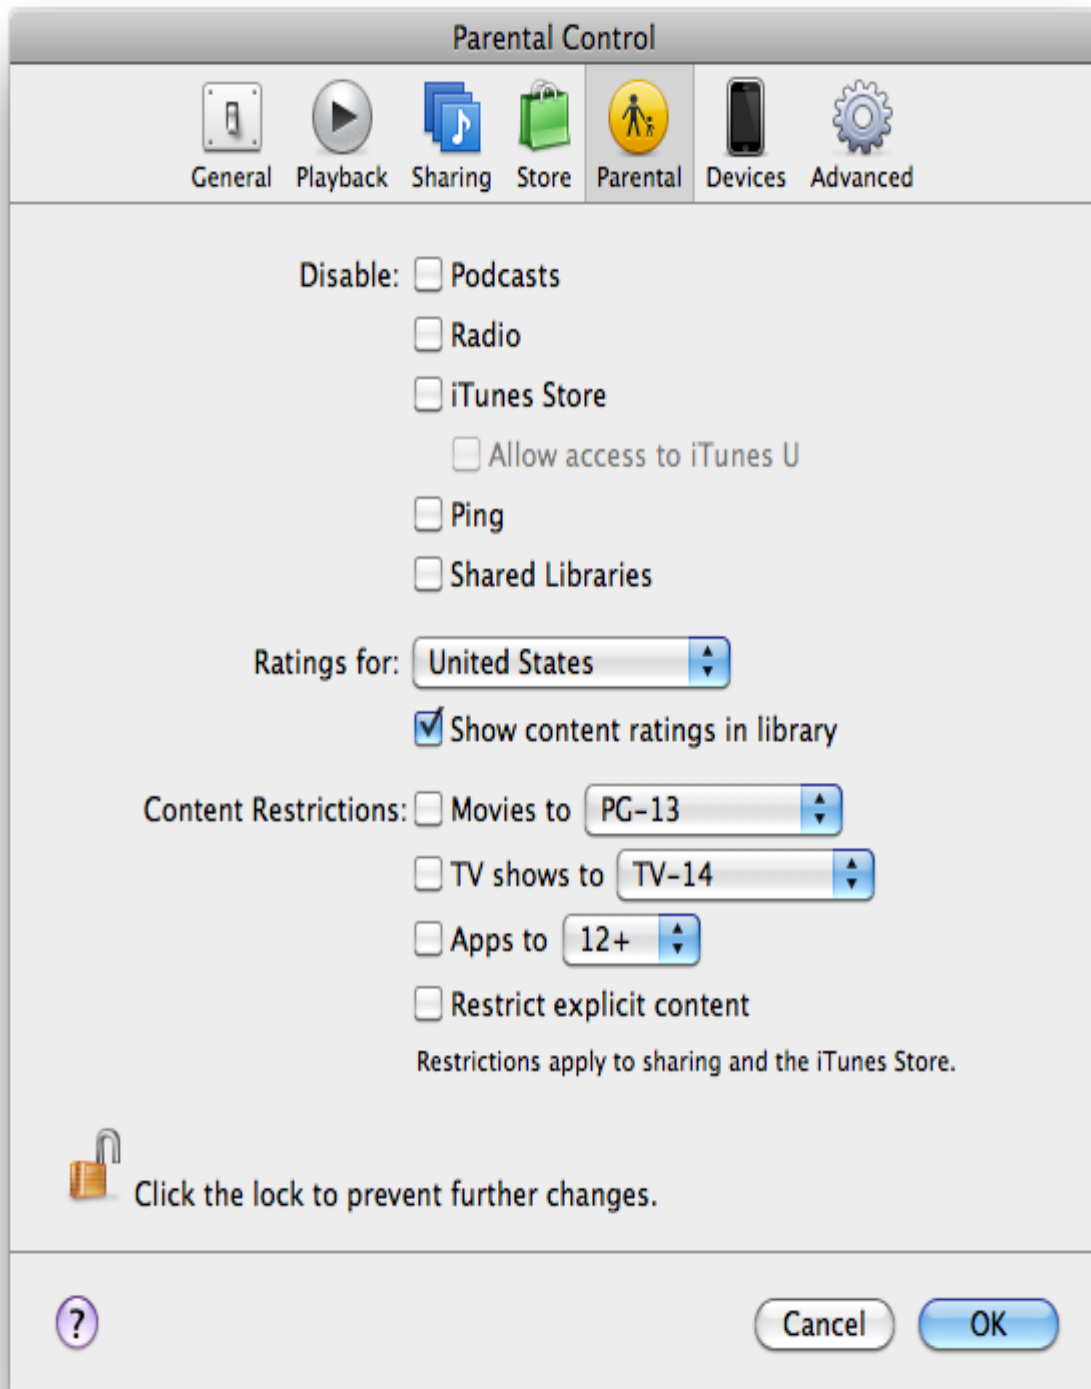 Parental Control
General Playback Sharing Store Parental Devices Advanced
Disable: Podcasts
Radio
iTunes Store
Allow access to iTunes U
Ping
Shared Libraries
Ratings for: United States
Show content ratings in library
Content Restrictions: Movies to PG-13
TV shows to TV-14
Apps to 12+
Restrict explicit content
Restrictions apply to sharing and the iTunes Store.
Click the lock to prevent further changes.
? Cancel OK